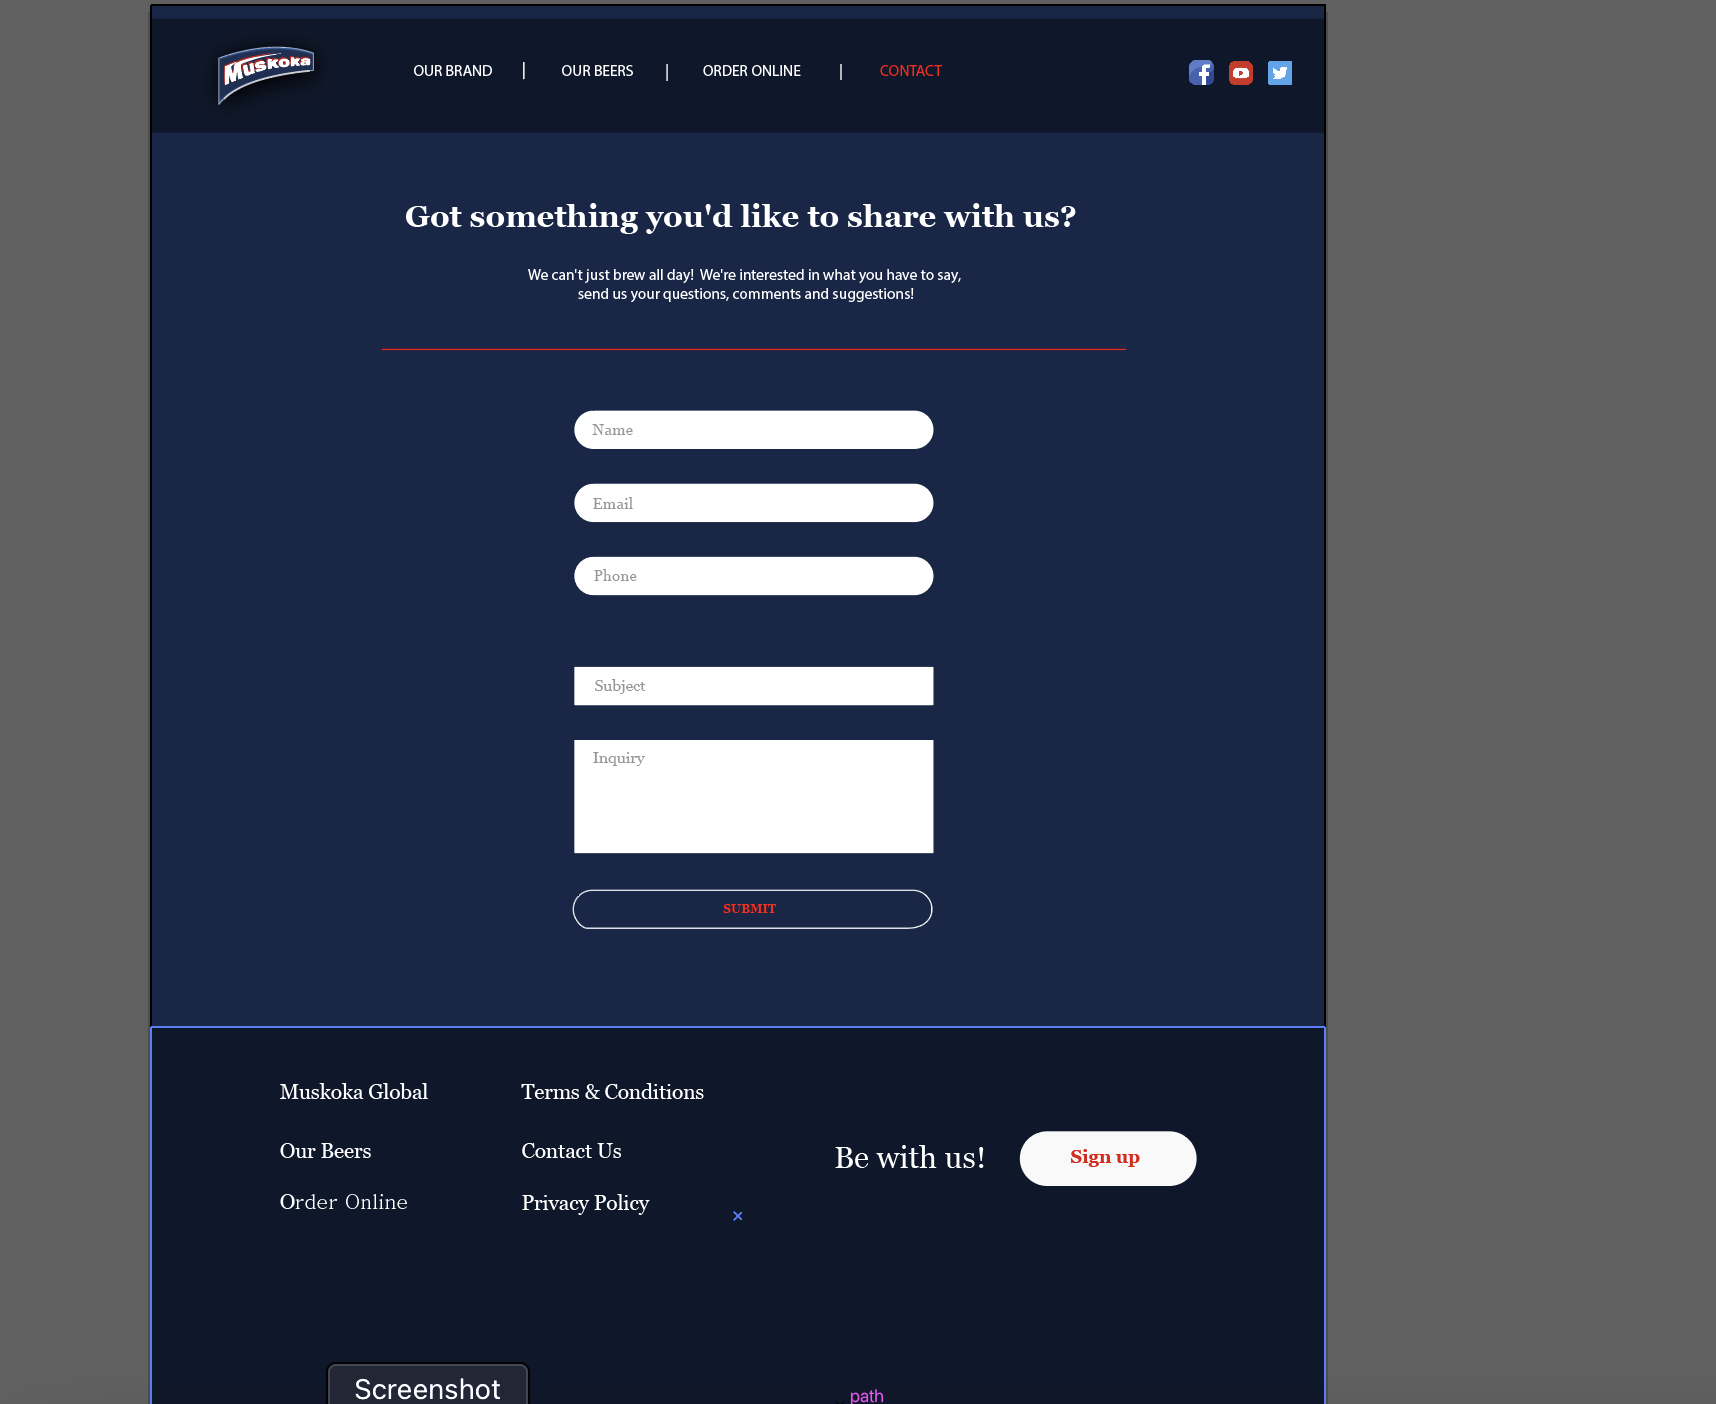 Muskoka
OUR BRAND | OUR BEERS | ORDER ONLINE | CONTACT
Got something you'd like to share with us?
We can't just brew all day! We're interested in what you have to say,
send us your questions, comments and suggestions!
Name
Email
Phone
Subject
Inquiry
SUBMIT
Muskoka Global
Terms & Conditions
Our Beers
Contact Us
Be with us!
Sign up
Order Online
Privacy Policy
Screenshot
path